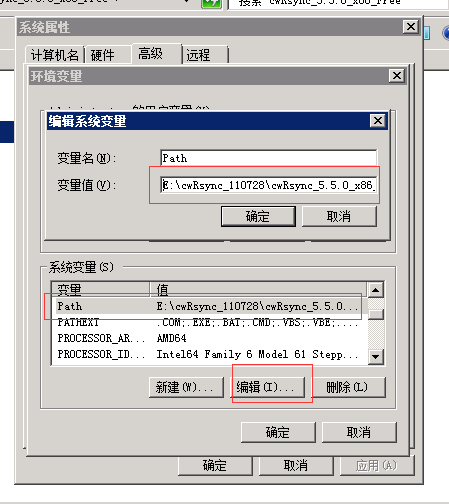 搜索 cwRsync_5.5.0_x86_Free
系统属性
计算机名 硬件 高级 远程
环境变量
编辑系统变量
变量名(N): Path
变量值(V): E:\cwRsync_110728\cwRsync_5.5.0_x86_
确定 取消
系统变量(S)
变量 值
Path E:\cwRsync_110728\cwRsync_5.5.0...
PATHEXT .COM;.EXE;.BAT;.CMD;.VBS;.VBE;....
PROCESSOR_AR... AMD64
PROCESSOR_ID... Intel64 Family 6 Model 61 Stepp...
新建(W)... 编辑(I)... 删除(L)
确定 取消
确定 取消 应用(A)